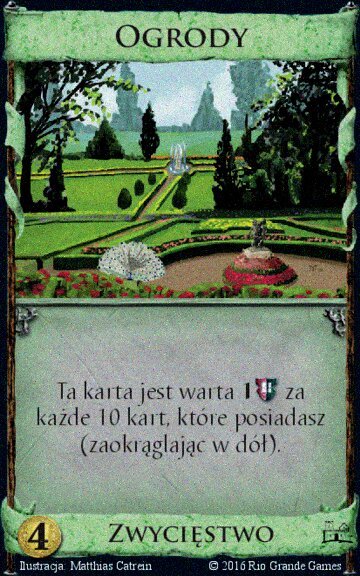 OGRODY
Ta karta jest warta 1 za
każde 10 kart, które posiadasz
(zaokrąglając w dół).
4
ZWYCIĘSTWO
Ilustracja: Matthias Catrein
© 2016 Rio Grande Games